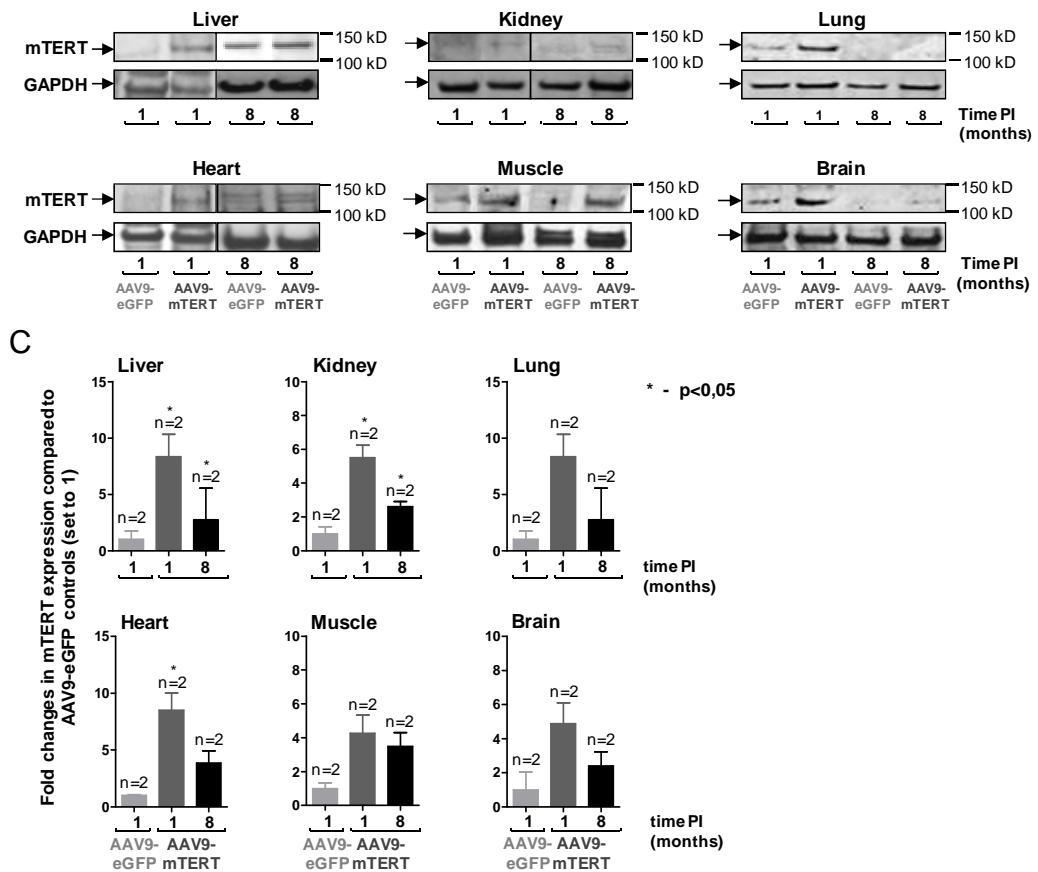 Liver Kidney Lung
mTERT 150 kD 150 kD 150 kD
100 kD 100 kD 100 kD
GAPDH
1 1 8 8 1 1 8 8 1 1 8 8 Time PI
(months)
Heart Muscle Brain
mTERT 150 kD 150 kD 150 kD
100 kD 100 kD 100 kD
GAPDH
1 1 8 8 1 1 8 8 1 1 8 8 Time PI
(months)
AAV9- AAV9- AAV9- AAV9- AAV9- AAV9- AAV9- AAV9- AAV9- AAV9- AAV9- AAV9-
eGFP mTERT eGFP mTERT eGFP mTERT eGFP mTERT eGFP mTERT eGFP mTERT
C
Fold changes in mTERT expression compared to
AAV9-eGFP controls (set to 1)
Liver
15
10
5
0
n=2
*
n=2
*
n=2
1 1 8
Kidney
10
8
6
4
2
0
n=2
*
n=2
*
n=2
1 1 8
Lung
15
10
5
0
n=2
n=2
n=2
1 1 8
* - p<0,05
time PI
(months)
Heart
15
10
5
0
n=2
*
n=2
n=2
1 1 8
AAV9- AAV9-
eGFP mTERT
Muscle
10
8
6
4
2
0
n=2
n=2
n=2
1 1 8
AAV9- AAV9-
eGFP mTERT
Brain
10
8
6
4
2
0
n=2
n=2
n=2
1 1 8
AAV9- AAV9-
eGFP mTERT
time PI
(months)